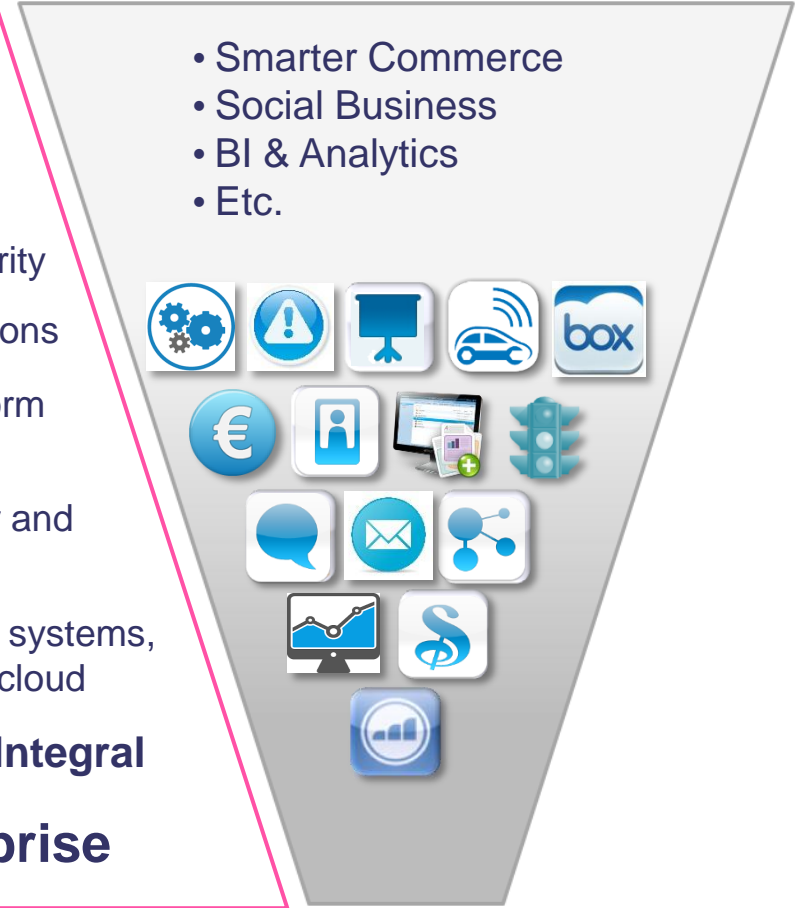 • Smarter Commerce
• Social Business
• BI & Analytics
• Etc.
rity
ons
box
orm
€
and
systems,
cloud
Integral
prise